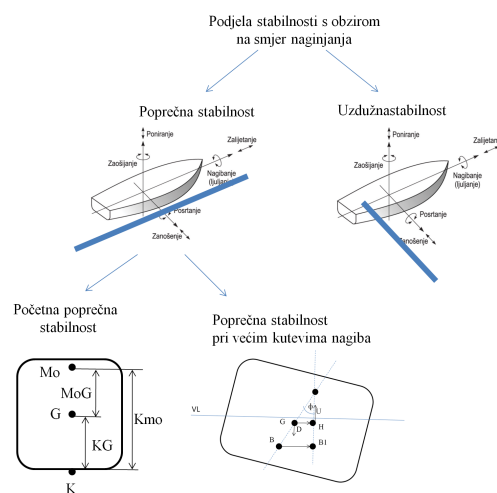 Podjela stabilnosti s obzirom
na smjer naginjanja
Poprečna stabilnost
Uzdužnastabilnost
Poniranje
Zalijetanje
Zaošijanje
Nagibanje
(ljuljanje)
Posrtanje
Zanošenje
Poniranje
Zalijetanje
Zaošijanje
Nagibanje
(ljuljanje)
Posrtanje
Zanošenje
Početna poprečna
stabilnost
Poprečna stabilnost
pri većim kutevima nagiba
Mo
MoG
G
Kmo
KG
K
VL
ϕ
U
G
D
H
B
B1